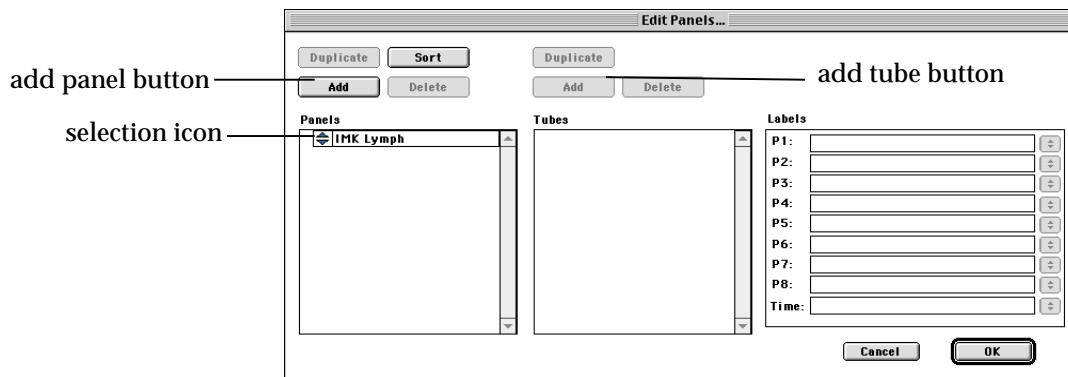 Edit Panels...
Duplicate Sort Duplicate
add panel button Add Delete Add Delete add tube button
selection icon
Panels Tubes Labels
IMK Lymph
P1:
P2:
P3:
P4:
P5:
P6:
P7:
P8:
Time:
Cancel OK